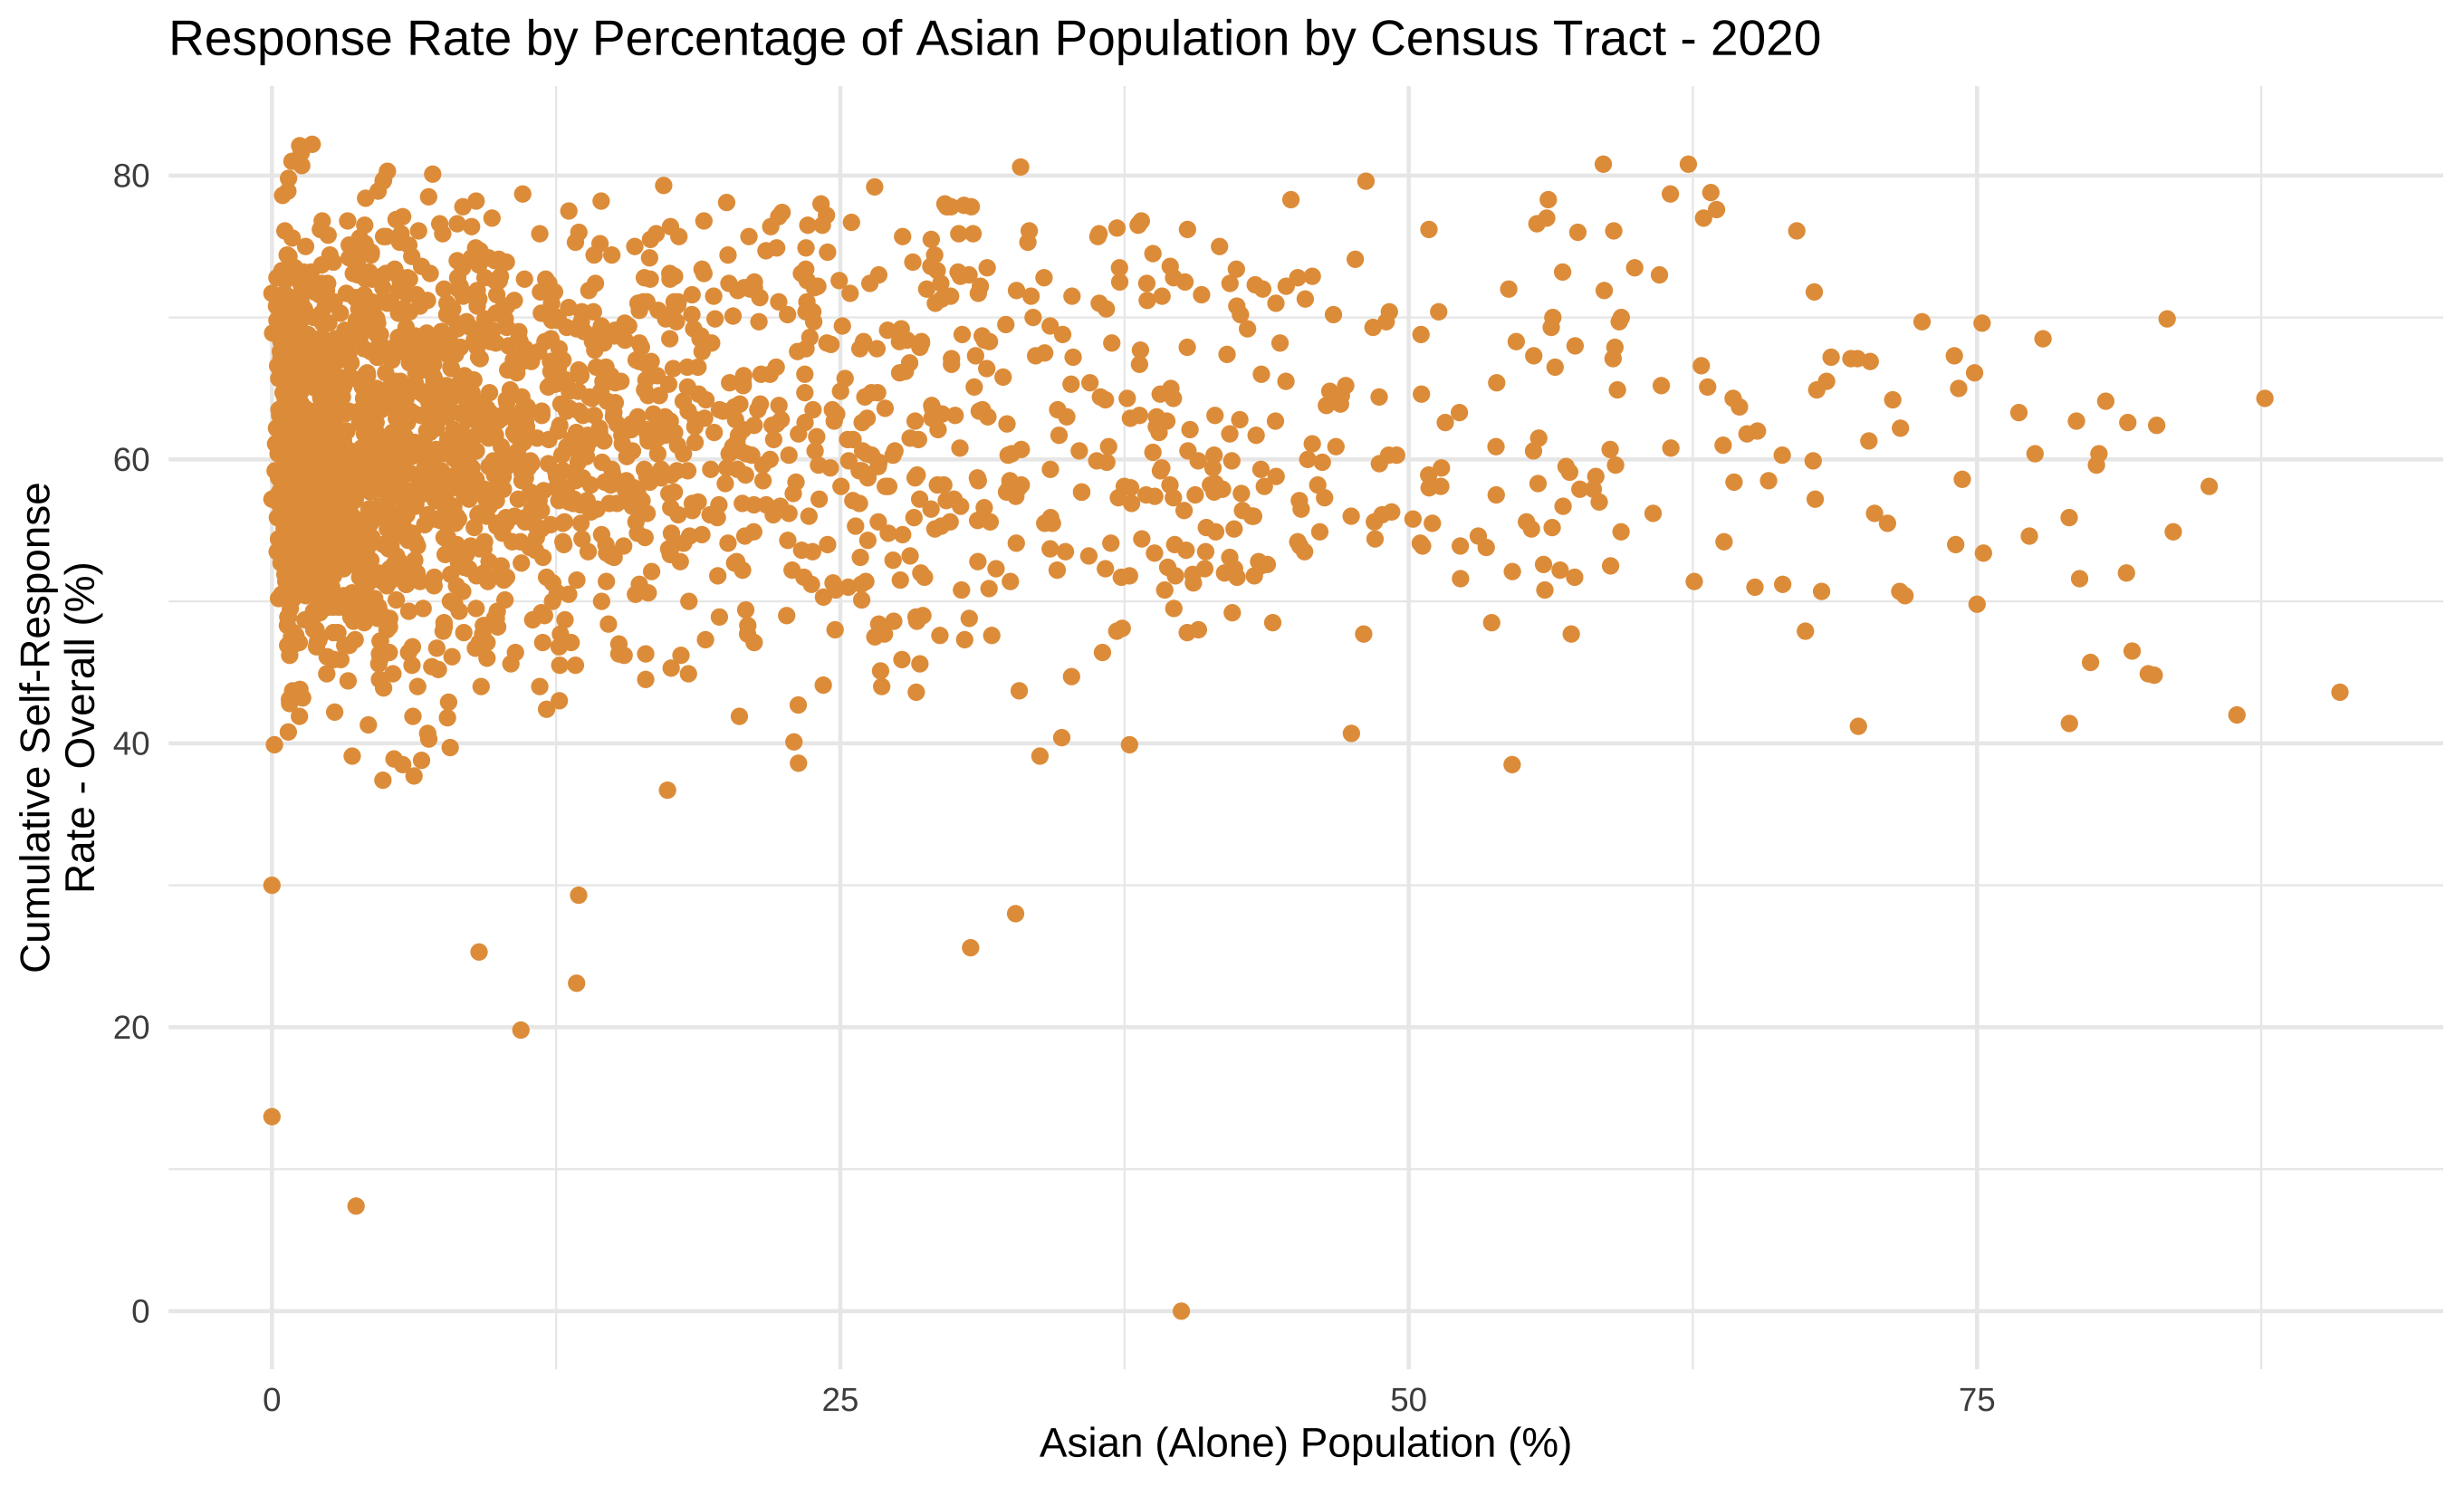 Response Rate by Percentage of Asian Population by Census Tract - 2020
Cumulative Self-Response
Rate - Overall (%)
80
60
40
20
0
0
25
50
75
Asian (Alone) Population (%)